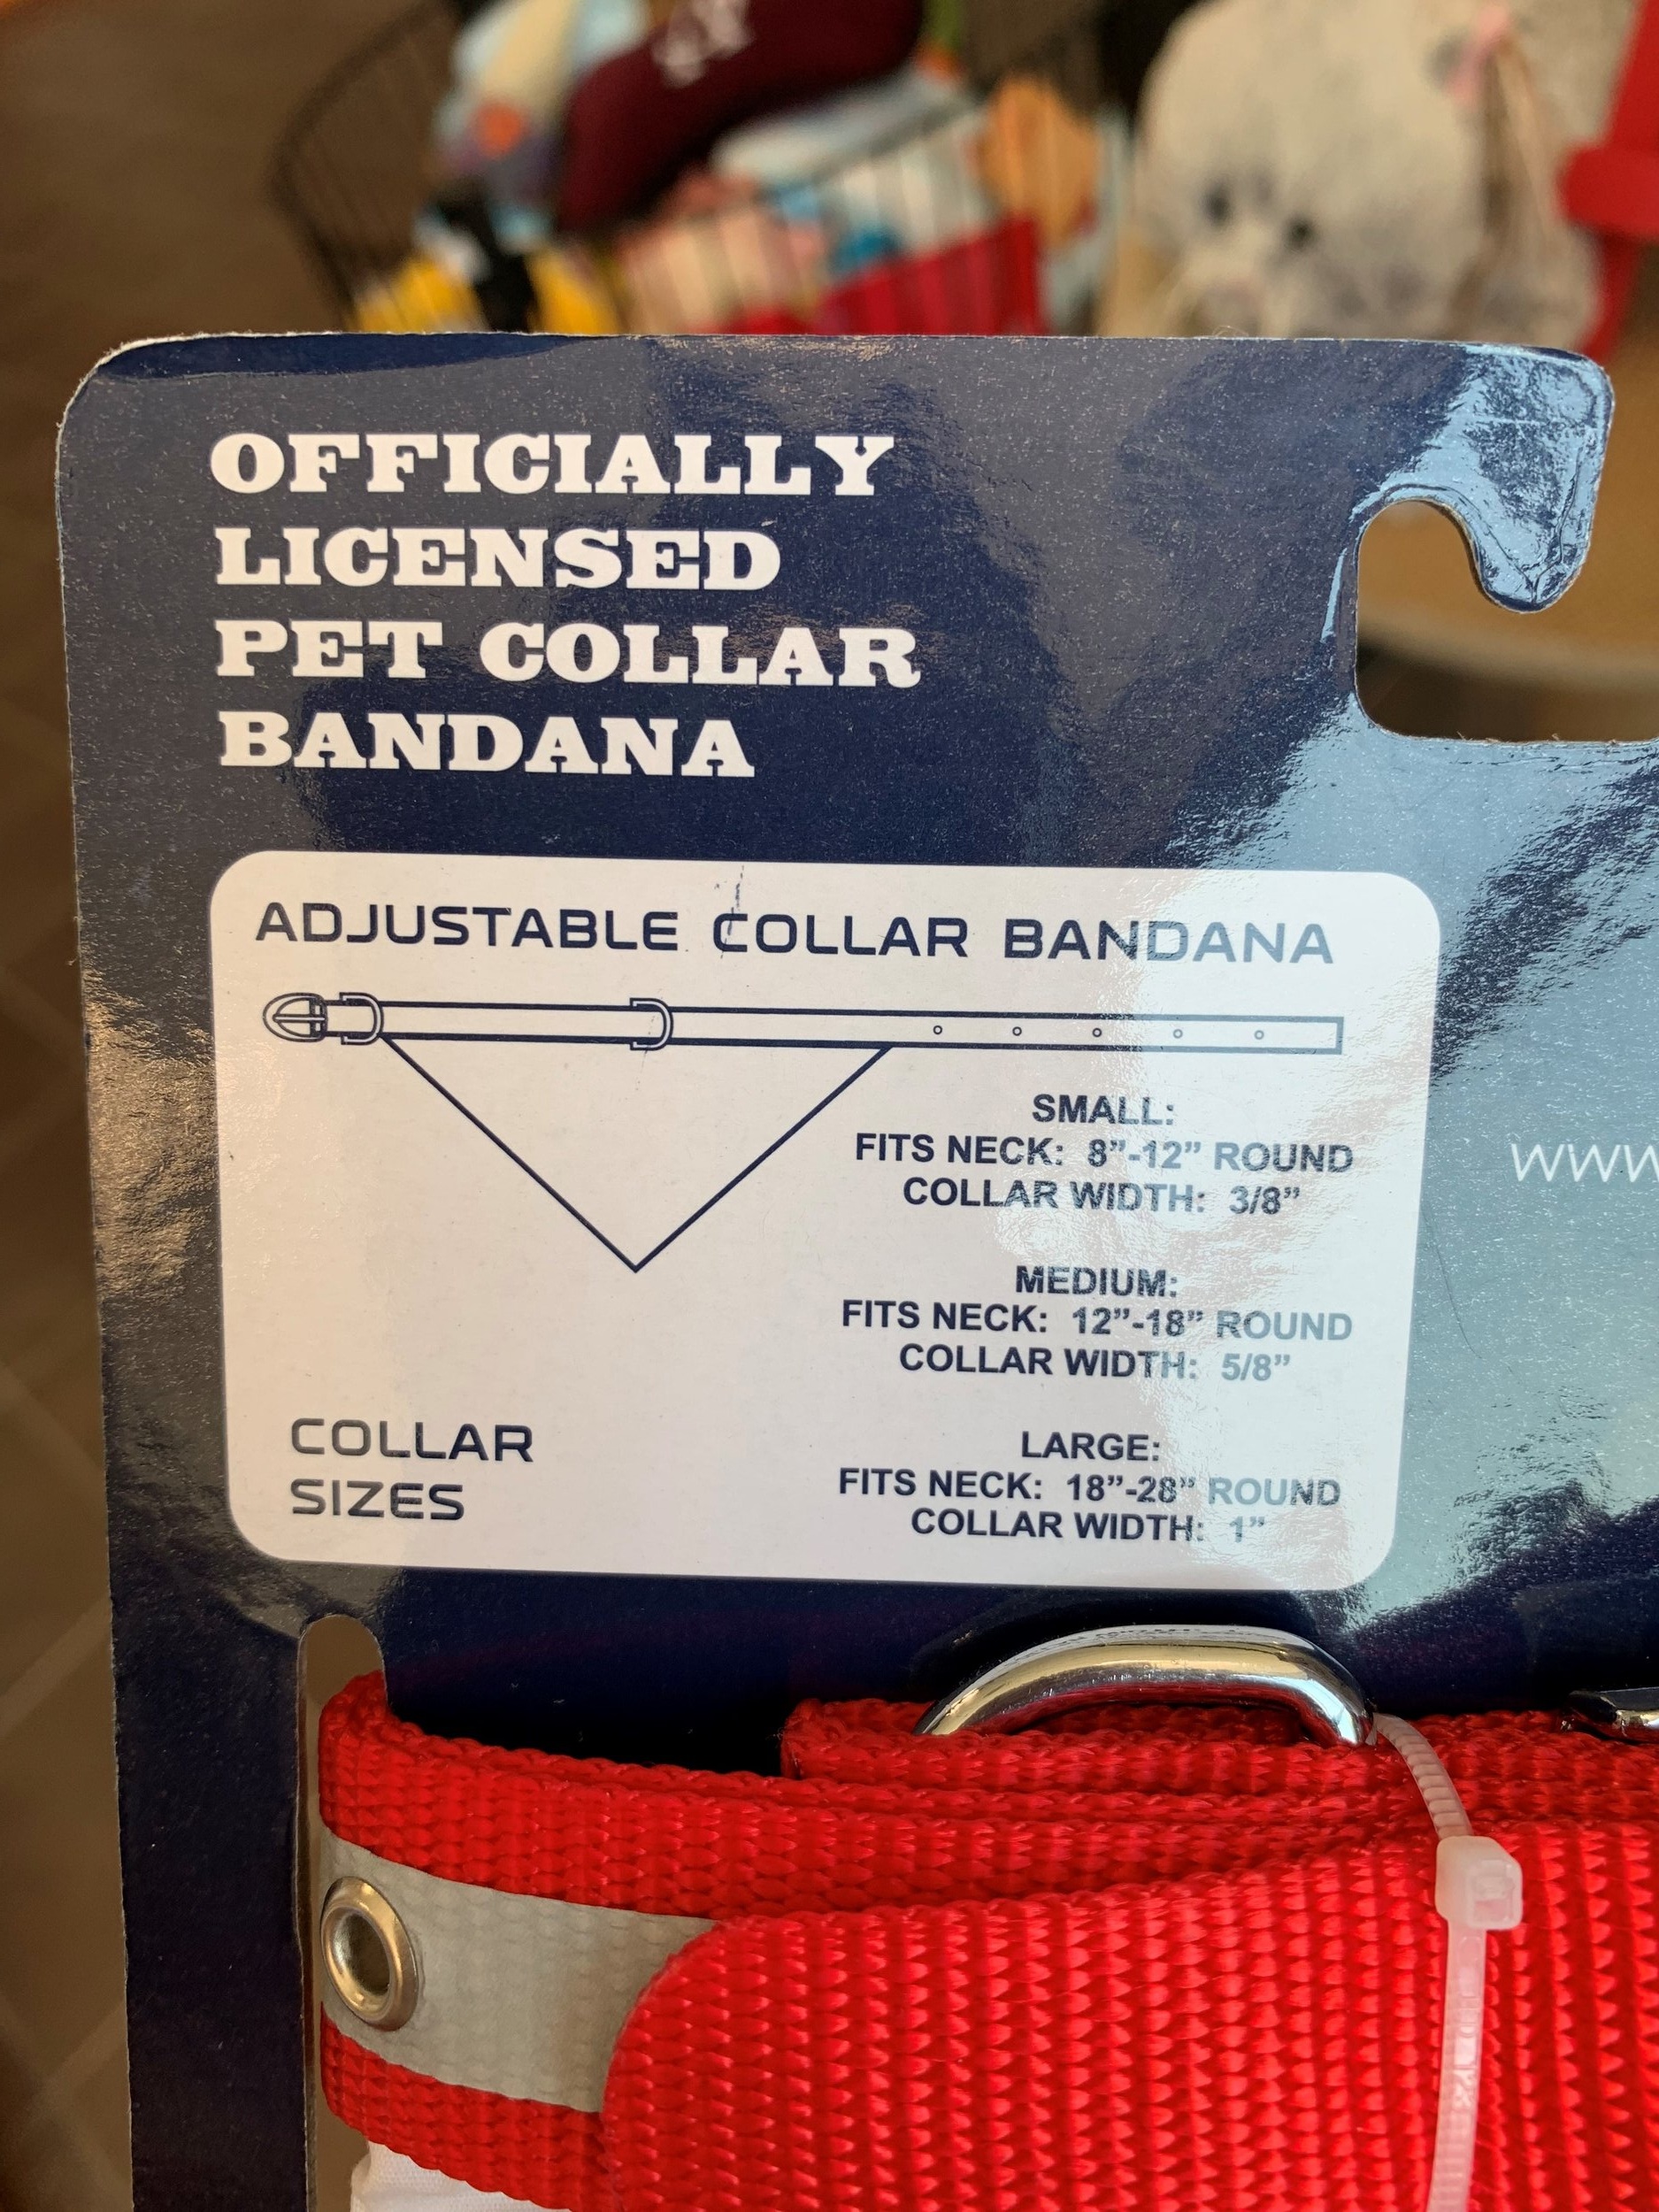 OFFICIALLY
LICENSED
PET COLLAR
BANDANA
ADJUSTABLE COLLAR BANDANA
SMALL:
FITS NECK: 8"-12" ROUND
COLLAR WIDTH: 3/8"
MEDIUM:
FITS NECK: 12"-18" ROUND
COLLAR WIDTH: 5/8"
LARGE:
FITS NECK: 18"-28" ROUND
COLLAR WIDTH: 1"
COLLAR
SIZES
www